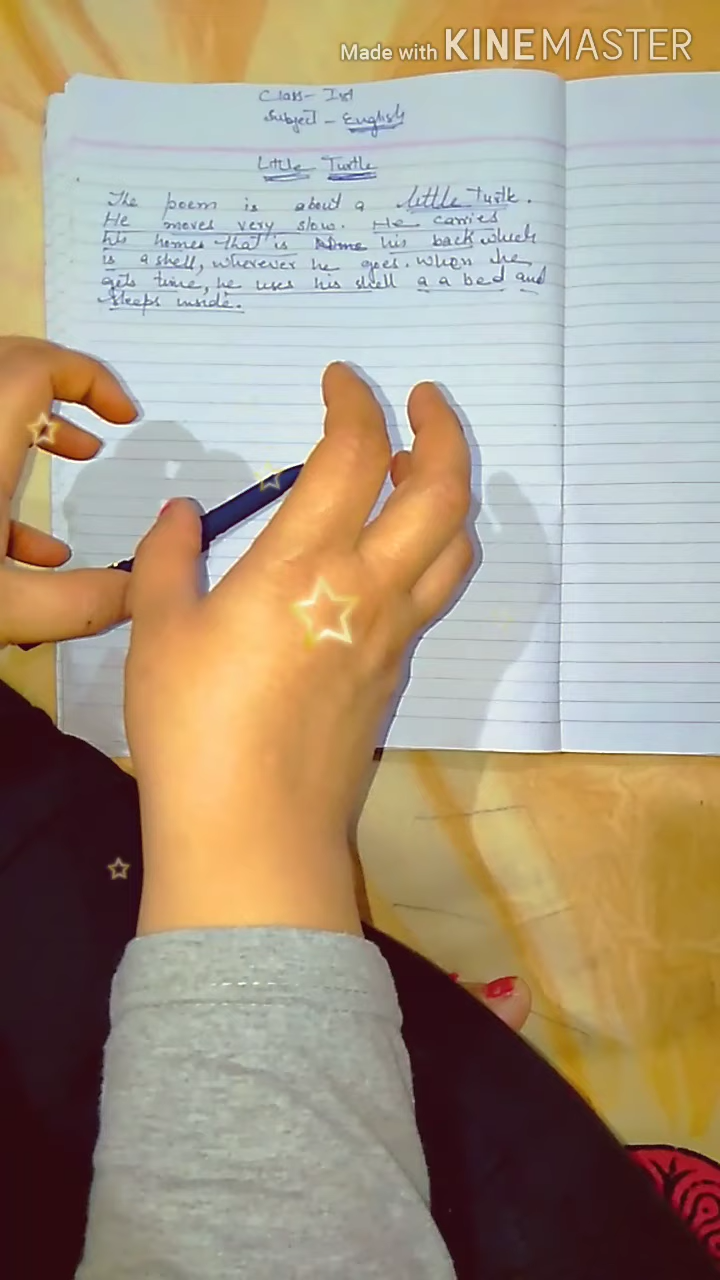 Made with KINEMASTER
Class - Ist
Subject - English
Little Turtle
The poem is about a little Turtle.
He moves very slow. He carries
his homes that is his back which
is a shell, wherever he goes. When he
gets time, he uses his shell a a bed and
sleeps inside.